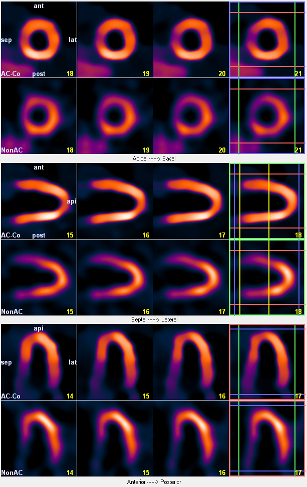 ant
sep lat
AC-Co post 18 19 20 21
NonAC 18 19 20 21
Apical ----> Base
ant
api
AC-Co post 15 16 17 18
NonAC 15 16 17 18
Septal ----> Lateral
api
sep lat
AC-Co 14 15 16 17
NonAC 14 15 16 17
Anterior ----> Posterior